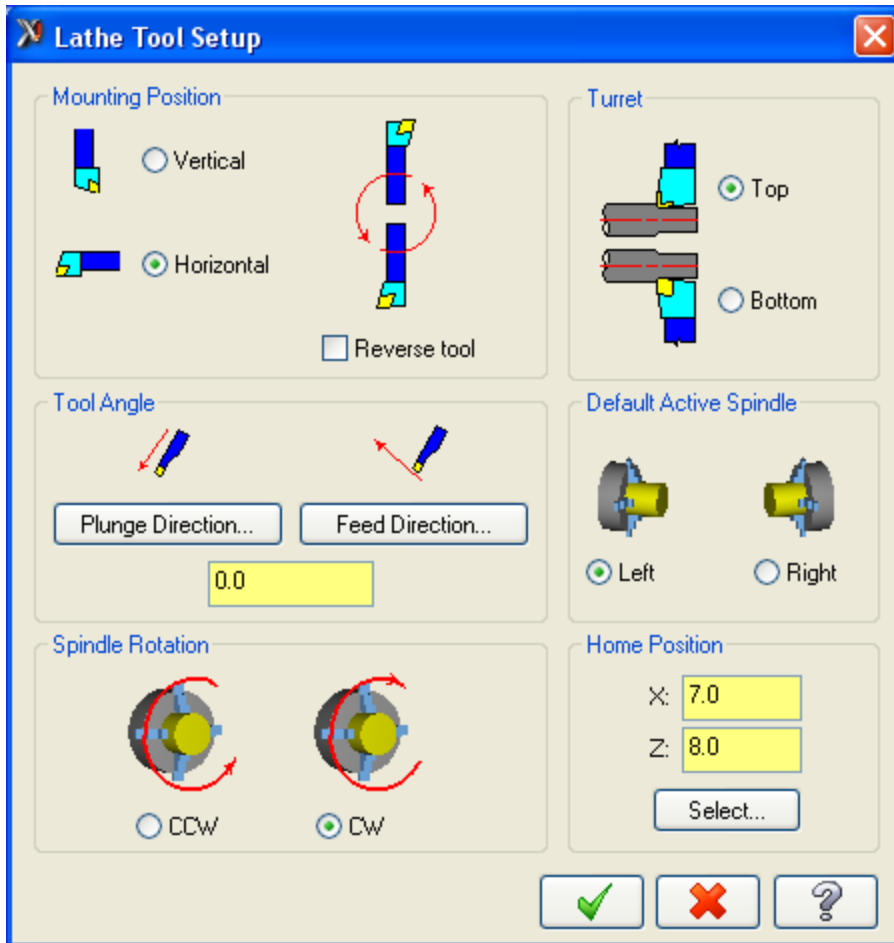 Lathe Tool Setup
Mounting Position
Vertical
Horizontal
Reverse tool
Turret
Top
Bottom
Tool Angle
Plunge Direction...
Feed Direction...
0.0
Default Active Spindle
Left
Right
Spindle Rotation
CCW
CW
Home Position
X: 7.0
Z: 8.0
Select...